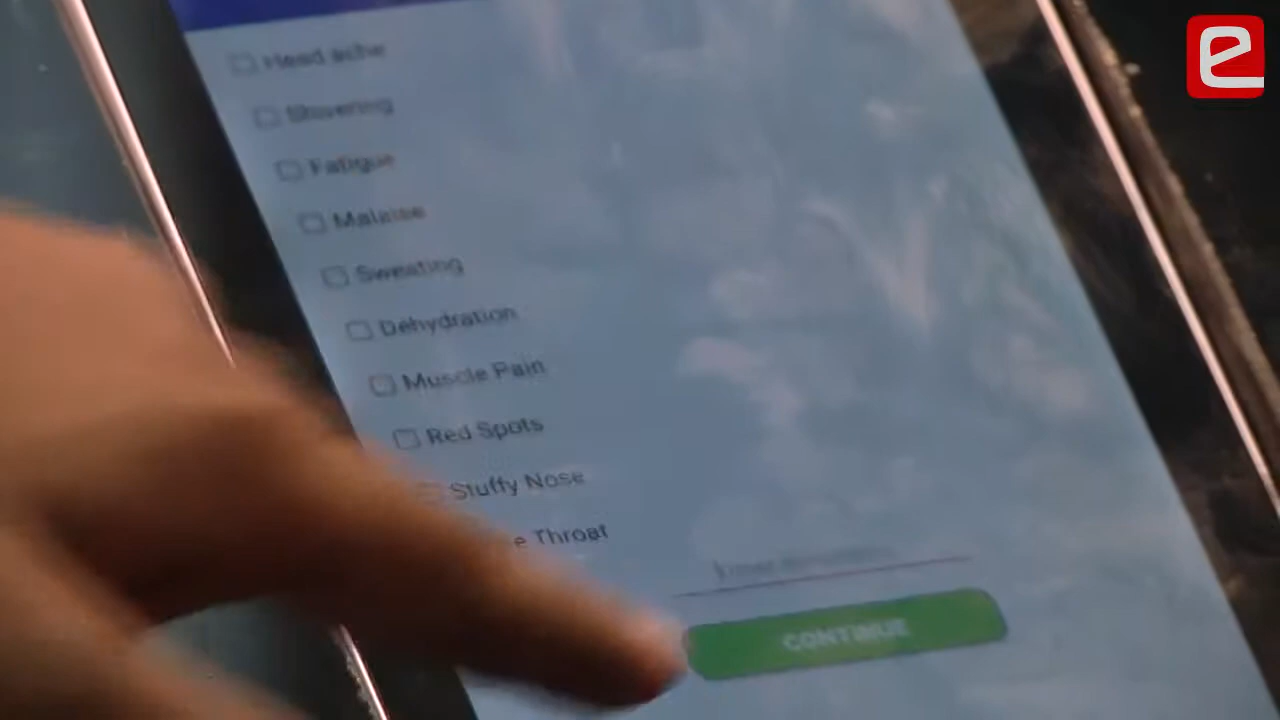 Head ache
Shivering
Fatigue
Malaise
Sweating
Dehydration
Muscle Pain
Red Spots
Stuffy Nose
e Throat
CONTINUE
e